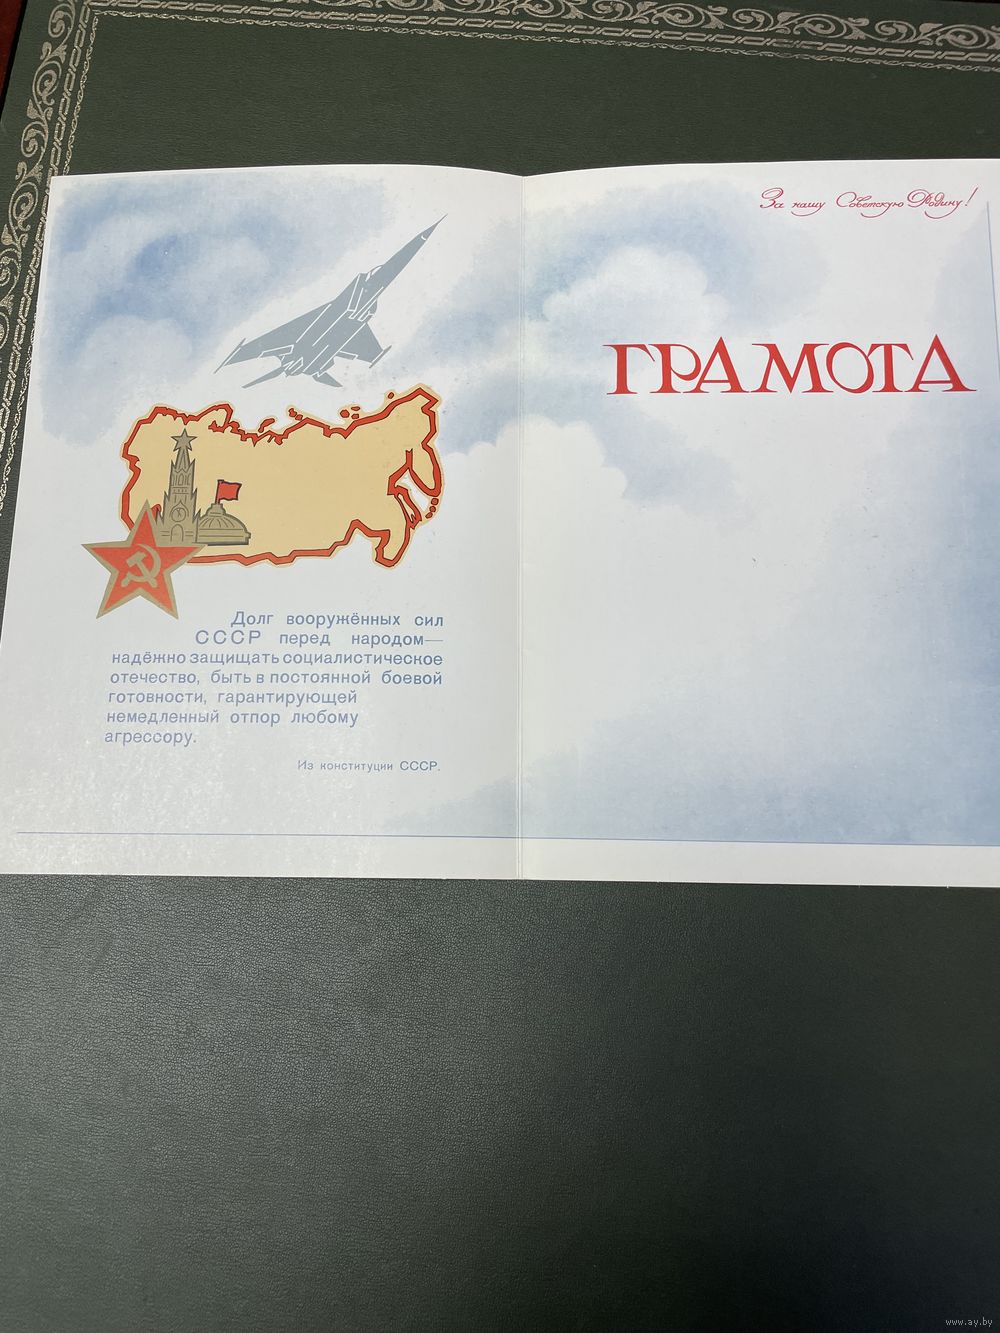 За нашу Советскую Родину!
ГРАМОТА
Долг вооружённых сил
СССР перед народом—
надёжно защищать социалистическое
отечество, быть в постоянной боевой
готовности, гарантирующей
немедленный отпор любому
агрессору.
Из конституции СССР.
www.ay.by